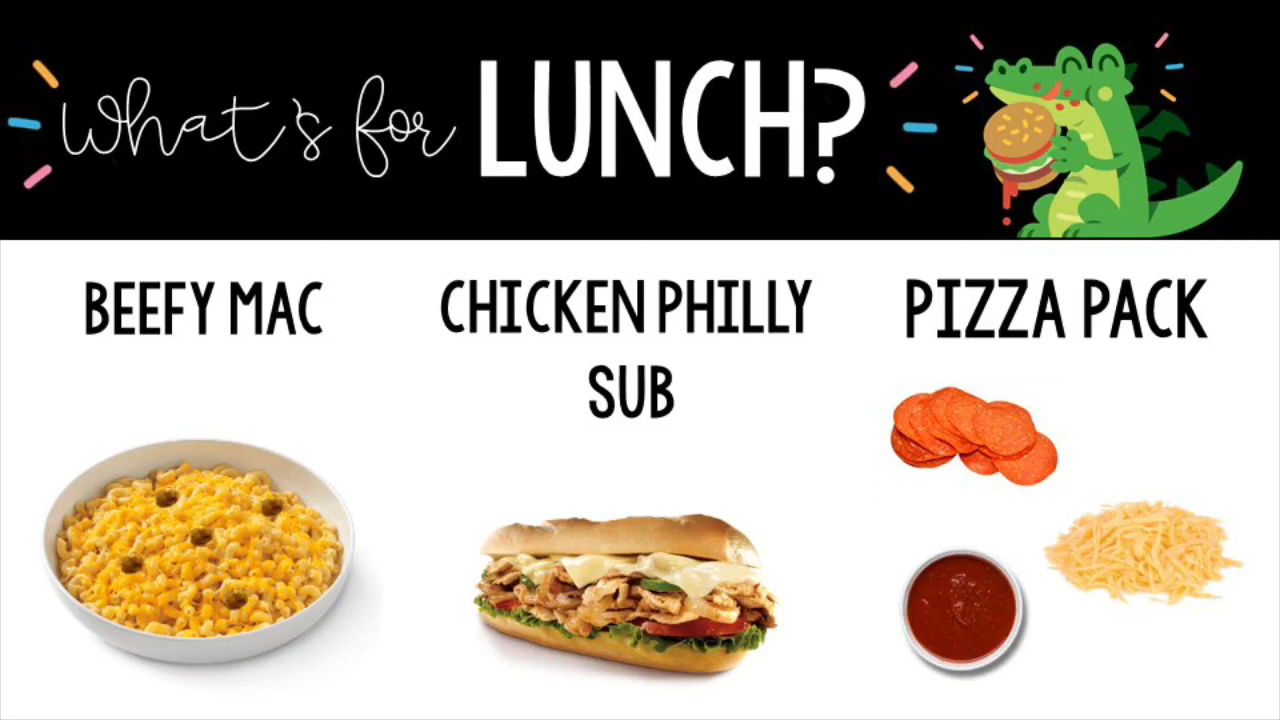 What's for LUNCH?
BEEFY MAC
CHICKEN PHILLY
SUB
PIZZA PACK